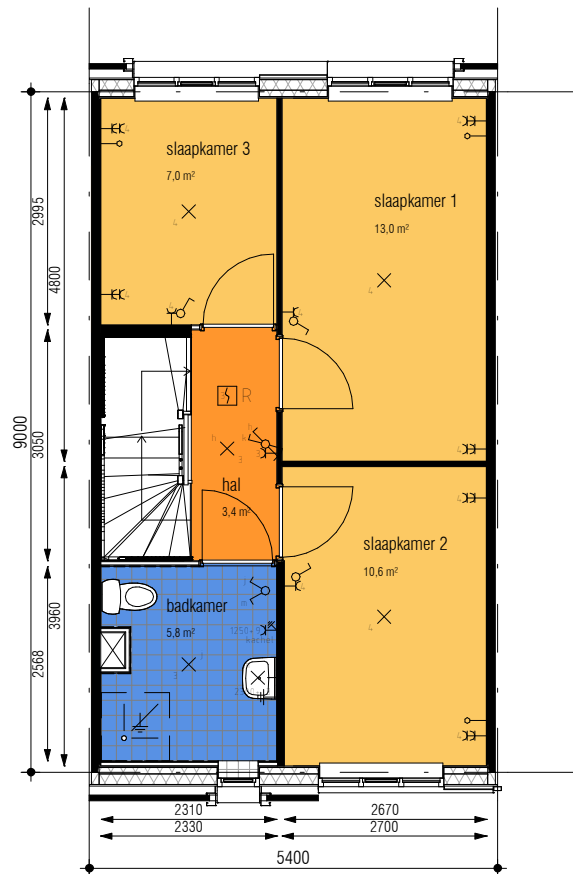 slaapkamer 3
7,0 m²
slaapkamer 1
13,0 m²
R
hal
3,4 m²
slaapkamer 2
10,6 m²
badkamer
5,8 m²
2995
4800
9000
3050
3960
2568
2310
2670
2330
2700
5400